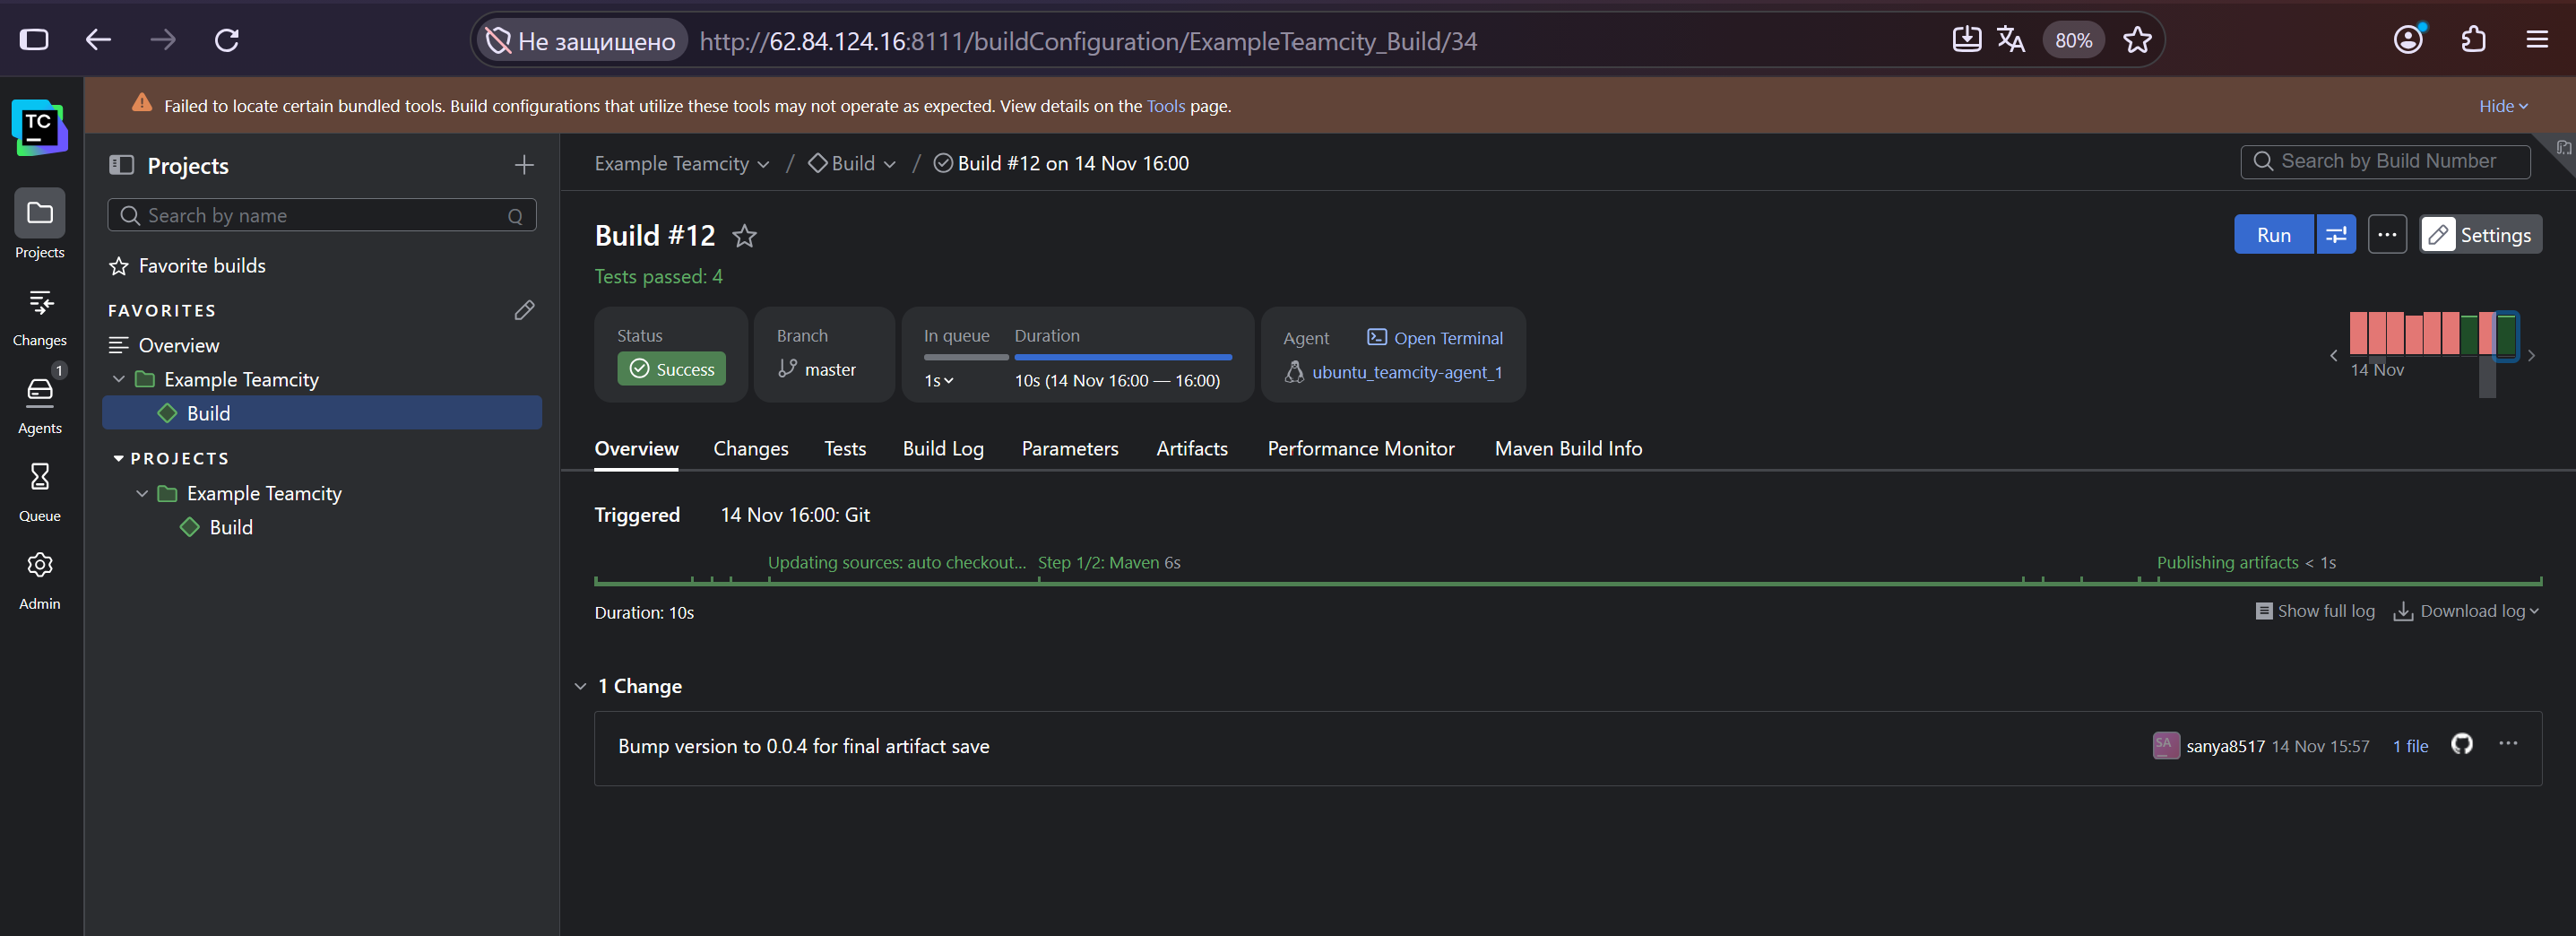 Не защищено http://62.84.124.16:8111/buildConfiguration/ExampleTeamcity_Build/34 80%
Failed to locate certain bundled tools. Build configurations that utilize these tools may not operate as expected. View details on the Tools page. Hide
TC
Projects
Changes
1
Agents
Queue
Admin
Projects
Search by name Q
Favorite builds
FAVORITES
Overview
Example Teamcity
Build
PROJECTS
Example Teamcity
Build
Example Teamcity / Build / Build #12 on 14 Nov 16:00
Search by Build Number
Build #12
Run Settings
Tests passed: 4
Status
Success
Branch
master
In queue Duration
1s 10s (14 Nov 16:00 — 16:00)
Agent Open Terminal
ubuntu_teamcity-agent_1
14 Nov
Overview Changes Tests Build Log Parameters Artifacts Performance Monitor Maven Build Info
Triggered 14 Nov 16:00: Git
Updating sources: auto checkout... Step 1/2: Maven 6s Publishing artifacts < 1s
Duration: 10s Show full log Download log
1 Change
Bump version to 0.0.4 for final artifact save SA sanya8517 14 Nov 15:57 1 file